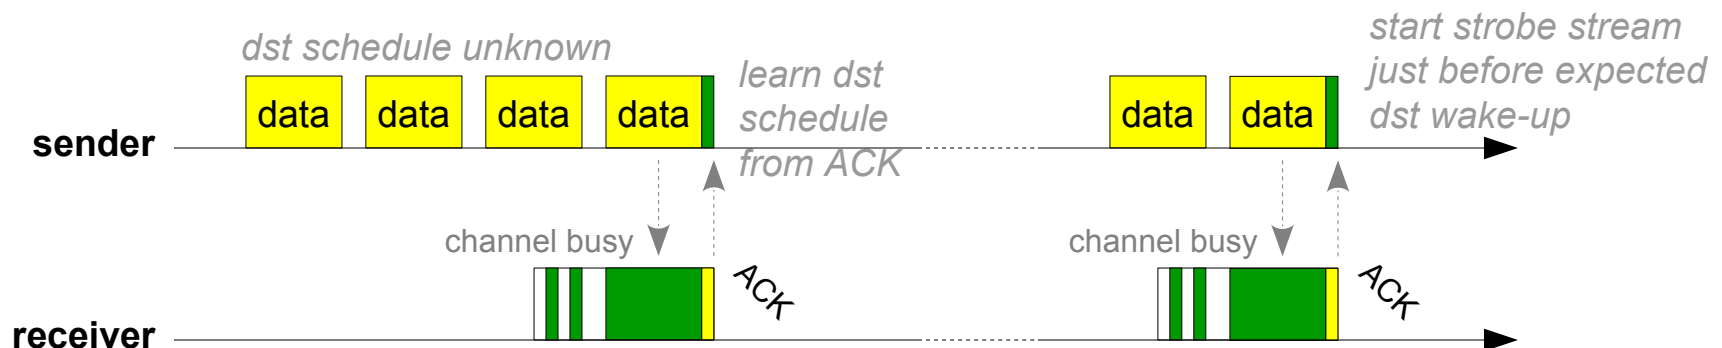 dst schedule unknown
start strobe stream
just before expected
dst wake-up
learn dst
schedule
from ACK
data data data data data data
sender
channel busy channel busy
ACK ACK
receiver